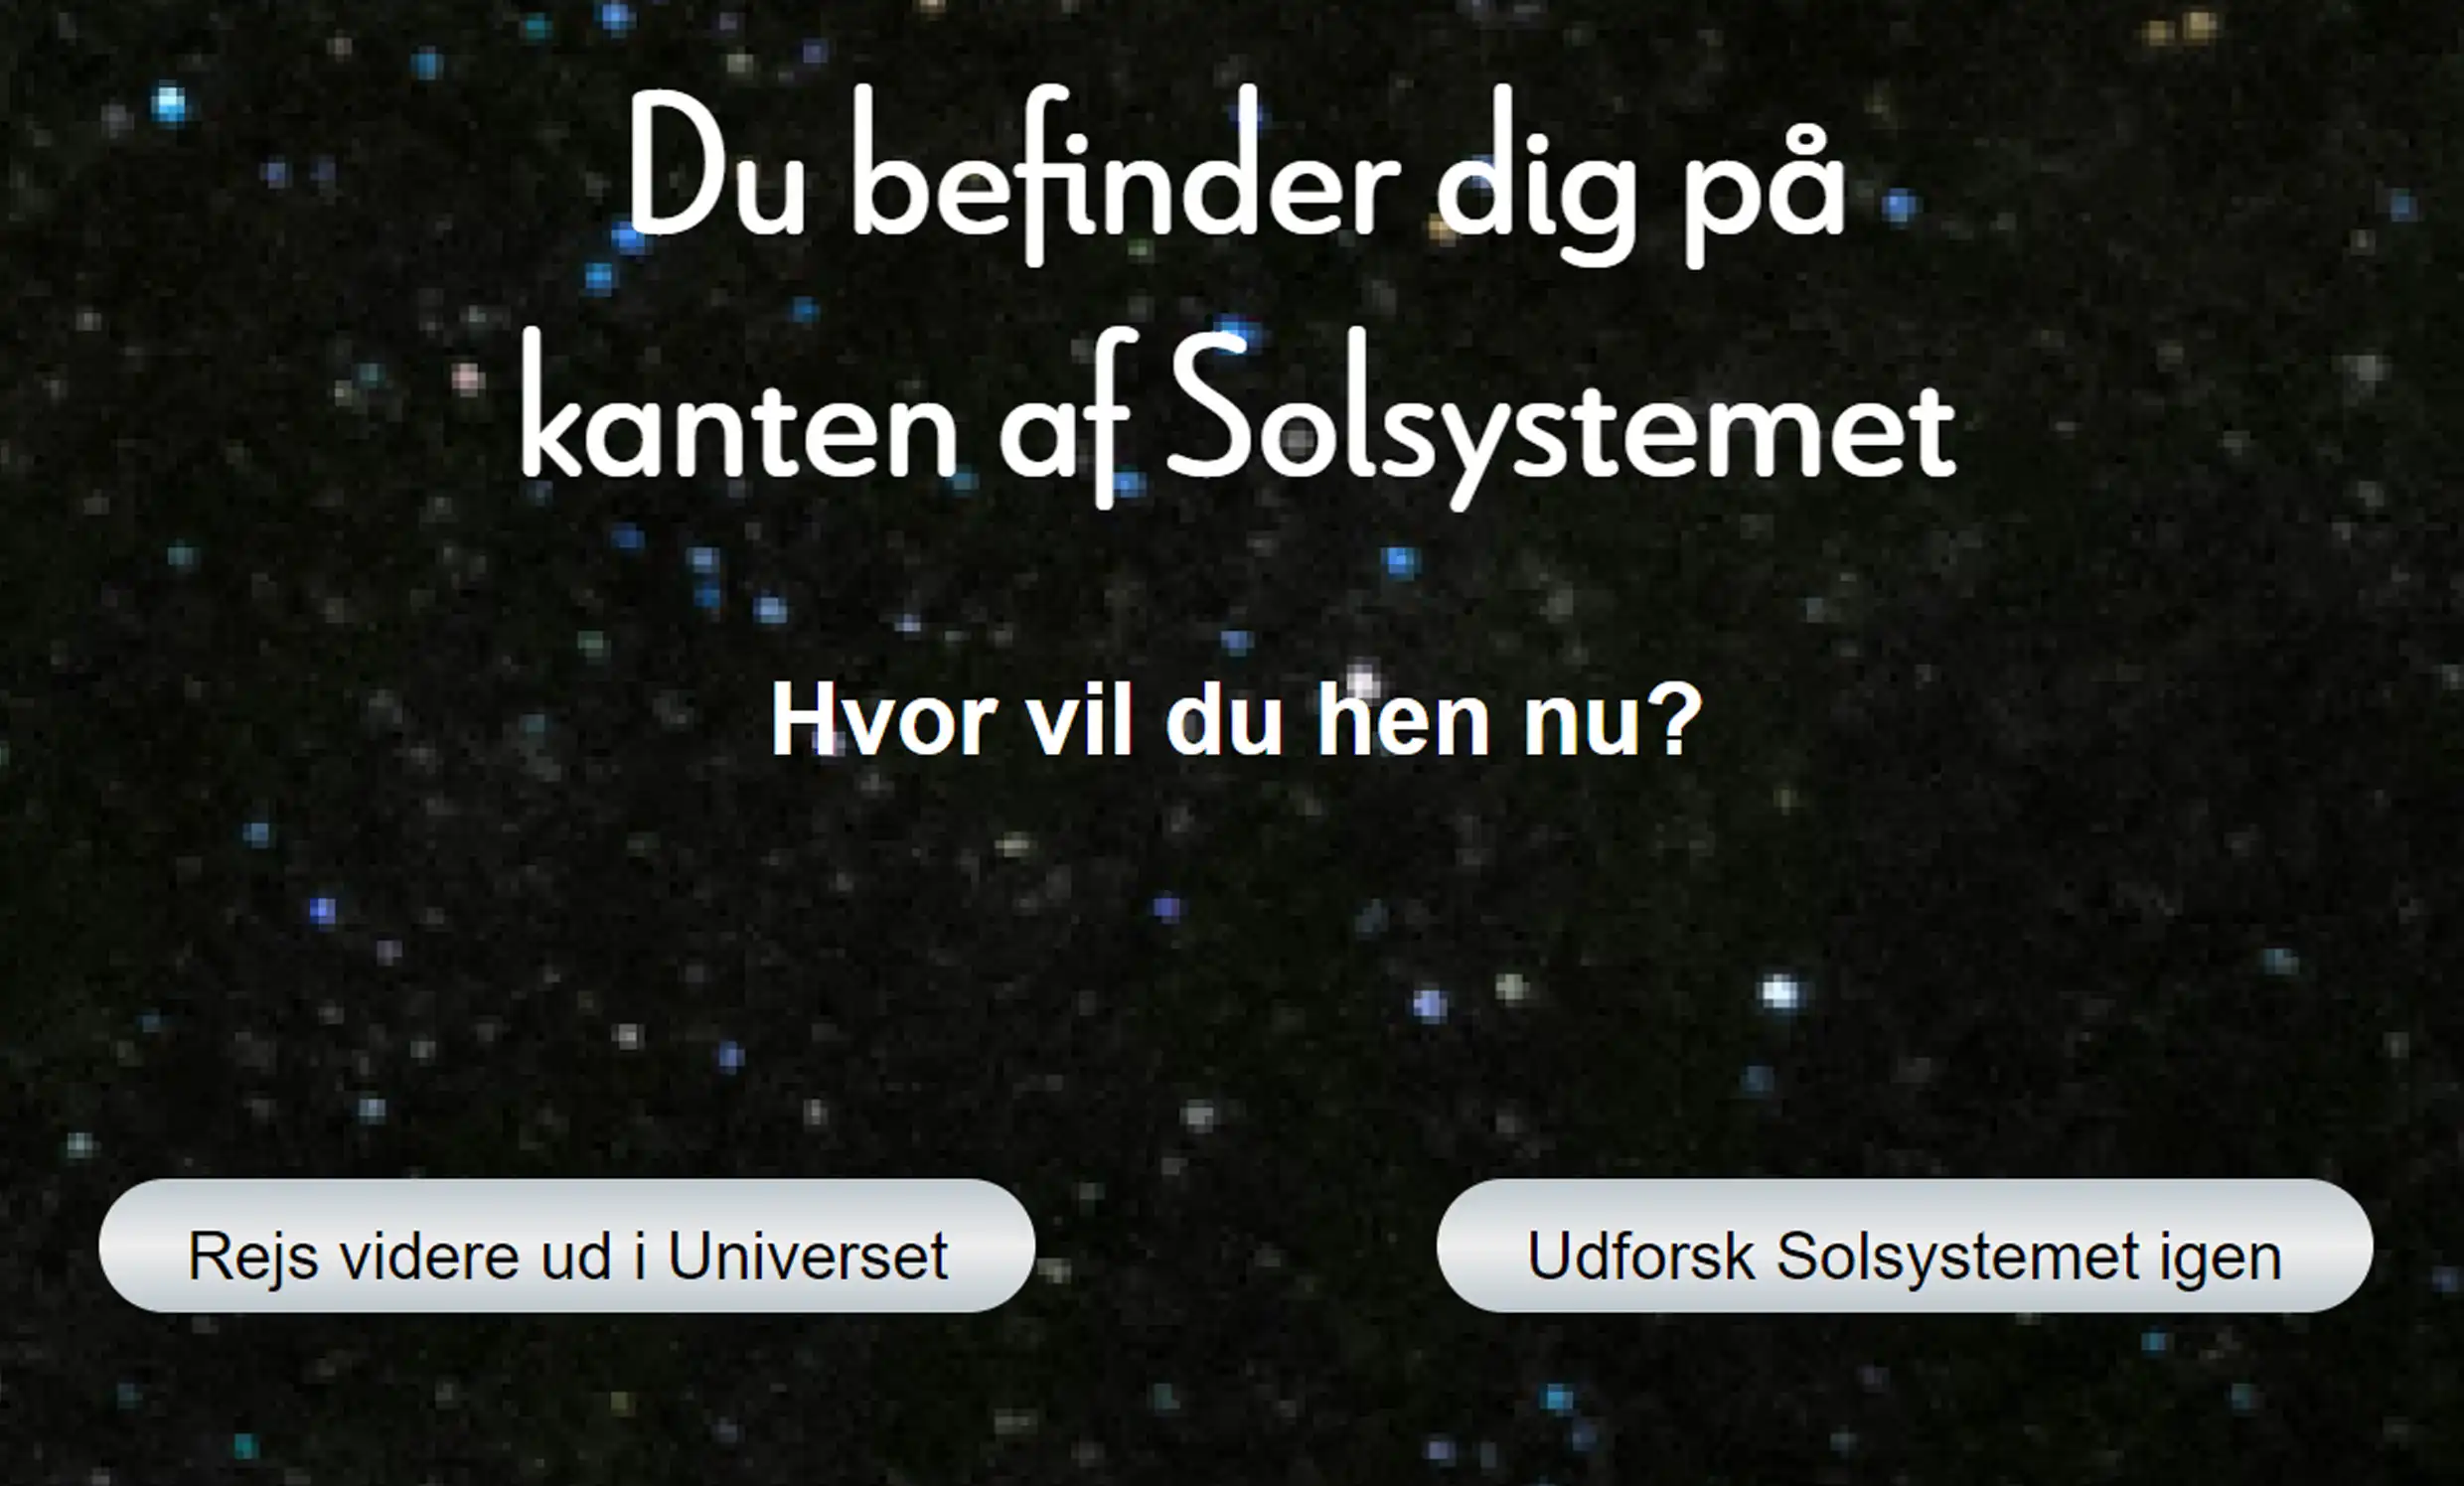 Du befinder dig på
kanten af Solsystemet
Hvor vil du hen nu?
Rejs videre ud i Universet
Udforsk Solsystemet igen